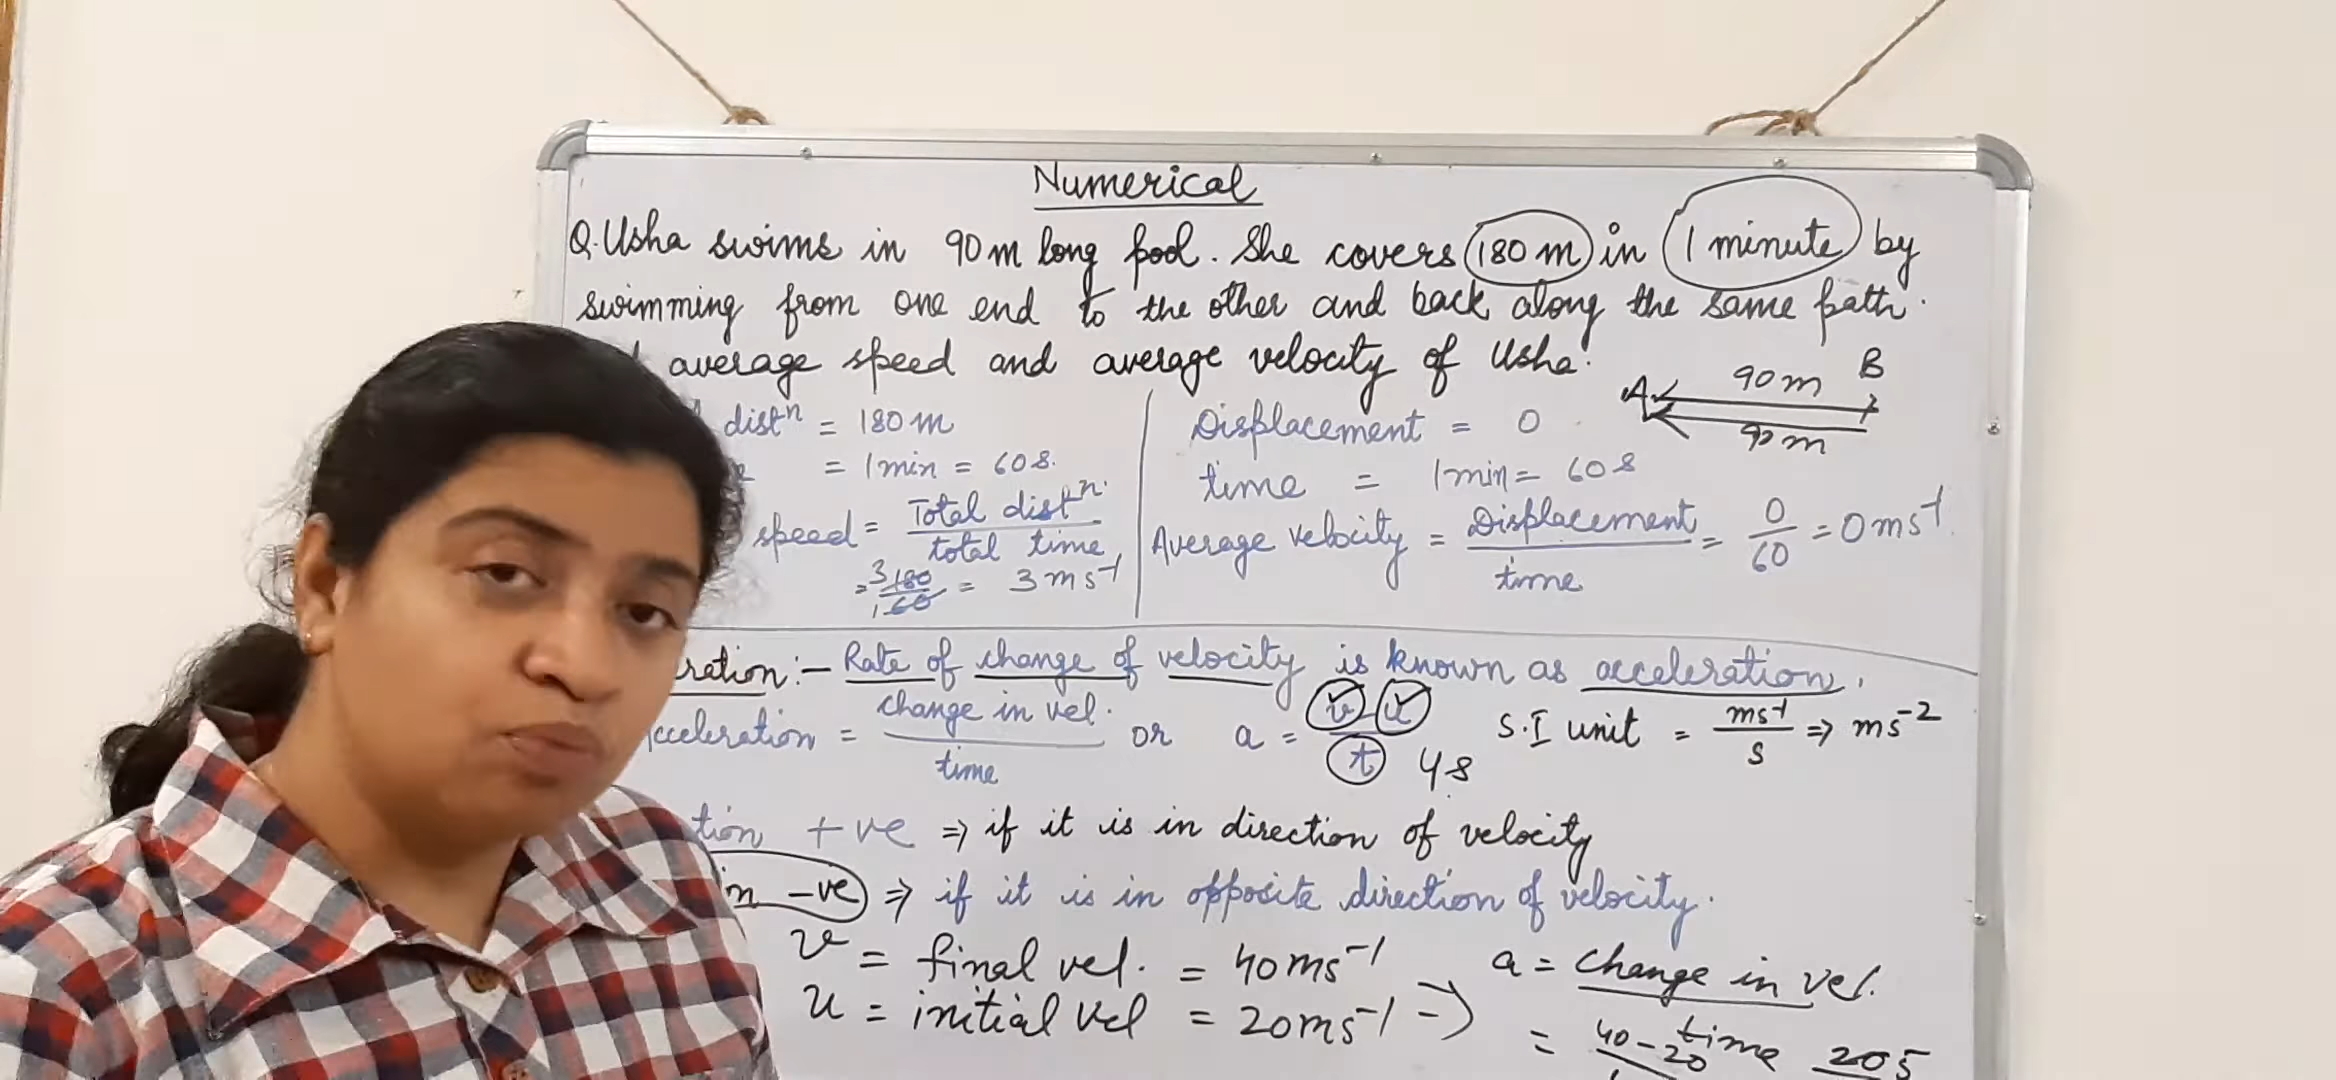 Numerical
Q. Usha swims in 90 m long pool. She covers 180 m in 1 minute by
swimming from one end to the other and back along the same path.
average speed and average velocity of Usha.
A 90 m B
90 m
distⁿ = 180 m
= 1 min = 60 s.
speed = Total distⁿ. / total time
= 3 180 / 1 60 = 3 ms⁻¹
Displacement = 0
time = 1 min = 60 s
Average velocity = Displacement / time = 0 / 60 = 0 ms⁻¹.
ration:- Rate of change of velocity is known as acceleration.
cceleration = change in vel. / time or a = v - u / t 4 s
S.I unit = ms⁻¹ / s ⇒ ms⁻²
tion +ve ⇒ if it is in direction of velocity
n -ve ⇒ if it is in opposite direction of velocity.
v = final vel. = 40 ms⁻¹
u = initial vel = 20 ms⁻¹ ⇒
a = change in vel. / time
= 40 - 20 20 5